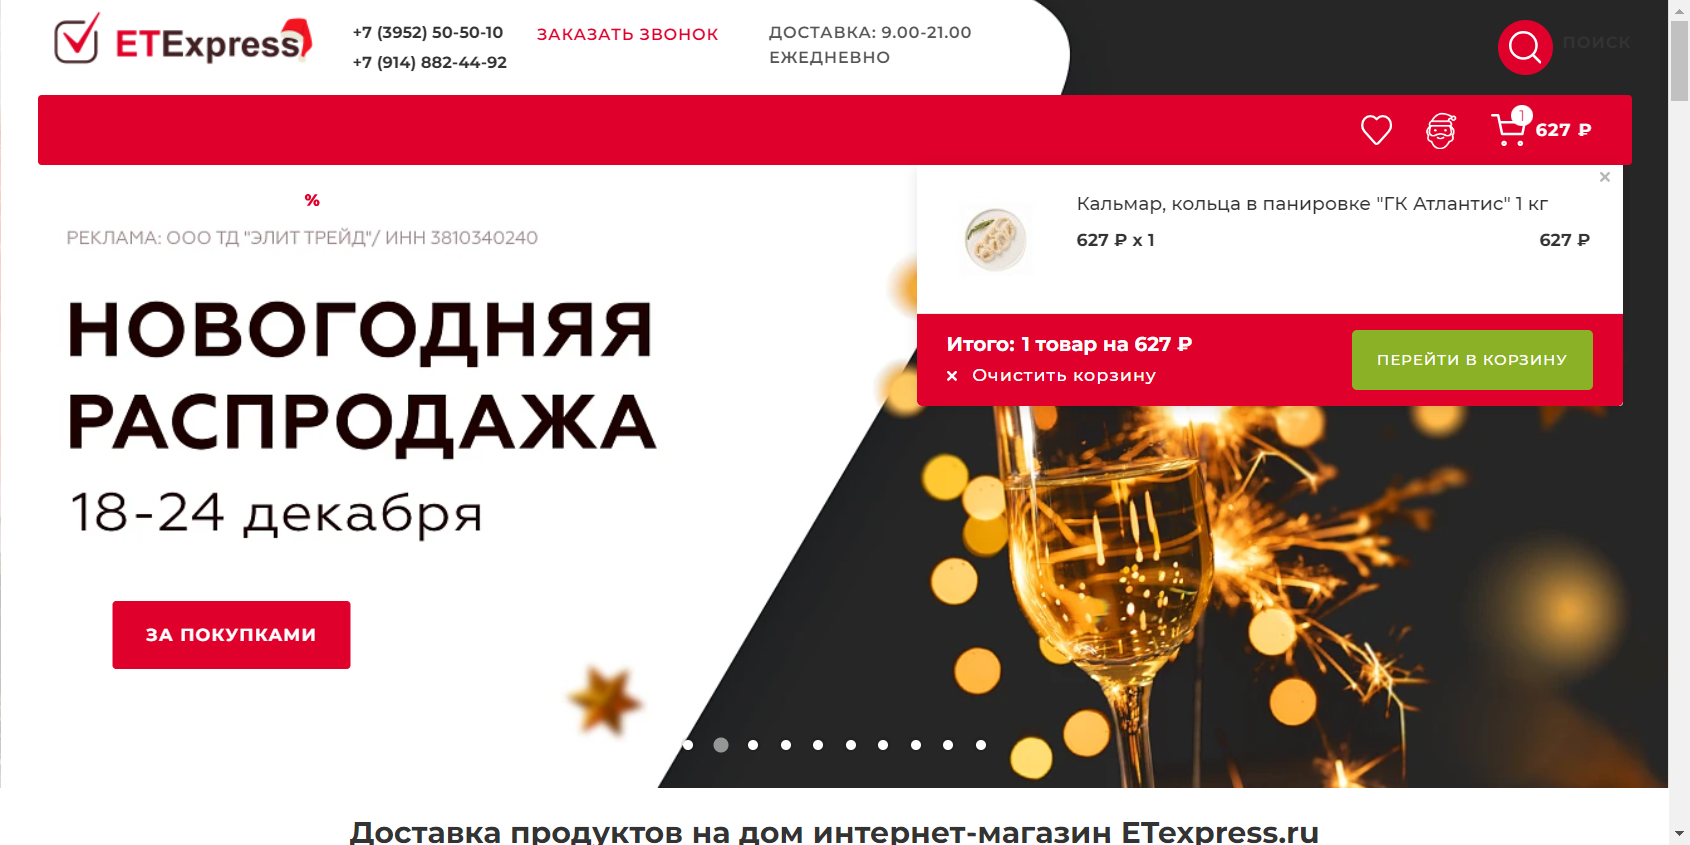 ETExpress
+7 (3952) 50-50-10
+7 (914) 882-44-92
ЗАКАЗАТЬ ЗВОНОК
ДОСТАВКА: 9.00-21.00
ЕЖЕДНЕВНО
ПОИСК
1
627 ₽
%
РЕКЛАМА: ООО ТД "ЭЛИТ ТРЕЙД"/ ИНН 3810340240
×
Кальмар, кольца в панировке "ГК Атлантис" 1 кг
627 ₽ x 1
627 ₽
Итого: 1 товар на 627 ₽
× Очистить корзину
ПЕРЕЙТИ В КОРЗИНУ
НОВОГОДНЯЯ
РАСПРОДАЖА
18-24 декабря
ЗА ПОКУПКАМИ
Доставка продуктов на дом интернет-магазин ETexpress.ru